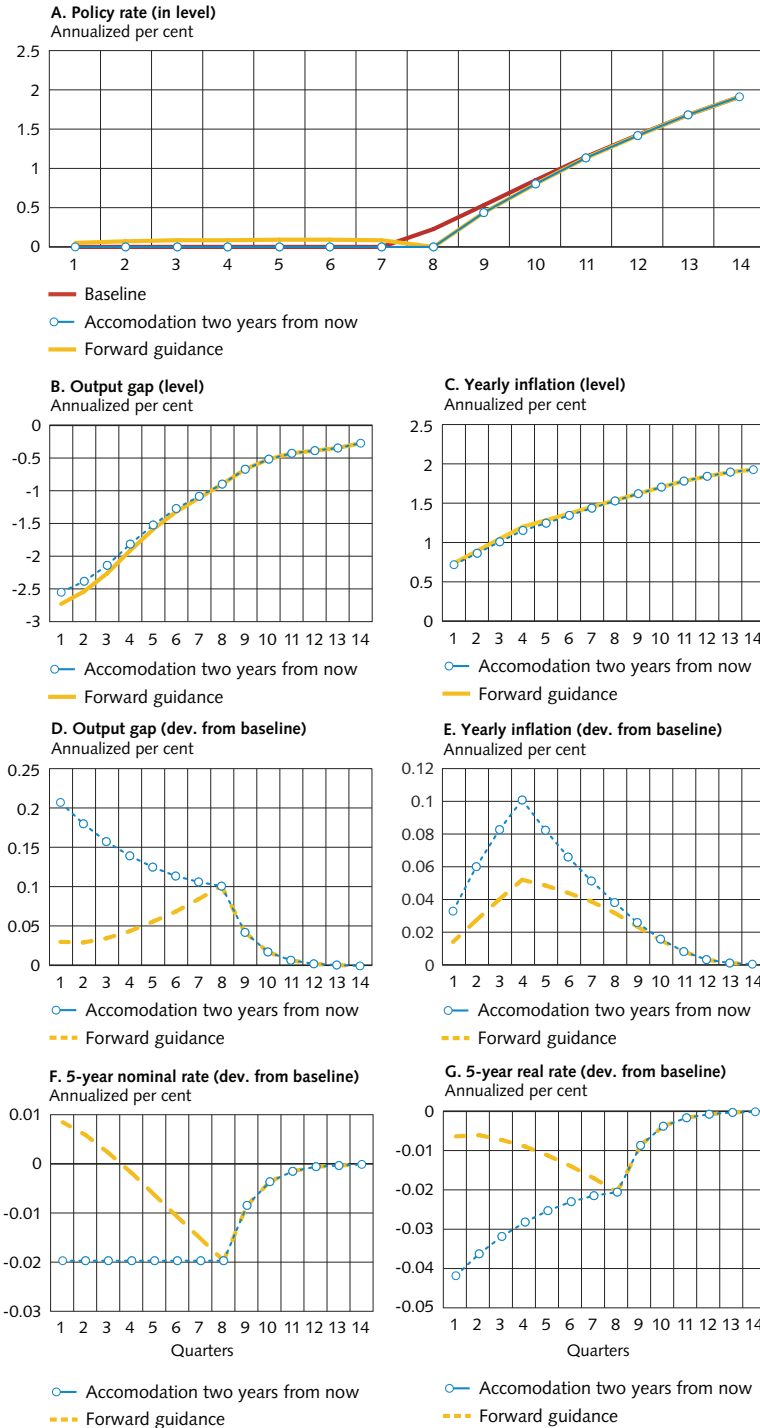 A. Policy rate (in level)
Annualized per cent
2.5
2
1.5
1
0.5
0
1 2 3 4 5 6 7 8 9 10 11 12 13 14
Baseline
Accomodation two years from now
Forward guidance
B. Output gap (level)
Annualized per cent
0
-0.5
-1
-1.5
-2
-2.5
-3
1 2 3 4 5 6 7 8 9 10 11 12 13 14
Accomodation two years from now
Forward guidance
C. Yearly inflation (level)
Annualized per cent
2.5
2
1.5
1
0.5
0
1 2 3 4 5 6 7 8 9 10 11 12 13 14
Accomodation two years from now
Forward guidance
D. Output gap (dev. from baseline)
Annualized per cent
0.25
0.2
0.15
0.1
0.05
0
1 2 3 4 5 6 7 8 9 10 11 12 13 14
Accomodation two years from now
Forward guidance
E. Yearly inflation (dev. from baseline)
Annualized per cent
0.12
0.1
0.08
0.06
0.04
0.02
0
1 2 3 4 5 6 7 8 9 10 11 12 13 14
Accomodation two years from now
Forward guidance
F. 5-year nominal rate (dev. from baseline)
Annualized per cent
0.01
0
-0.01
-0.02
-0.03
1 2 3 4 5 6 7 8 9 10 11 12 13 14
Quarters
Accomodation two years from now
Forward guidance
G. 5-year real rate (dev. from baseline)
Annualized per cent
0
-0.01
-0.02
-0.03
-0.04
-0.05
1 2 3 4 5 6 7 8 9 10 11 12 13 14
Quarters
Accomodation two years from now
Forward guidance